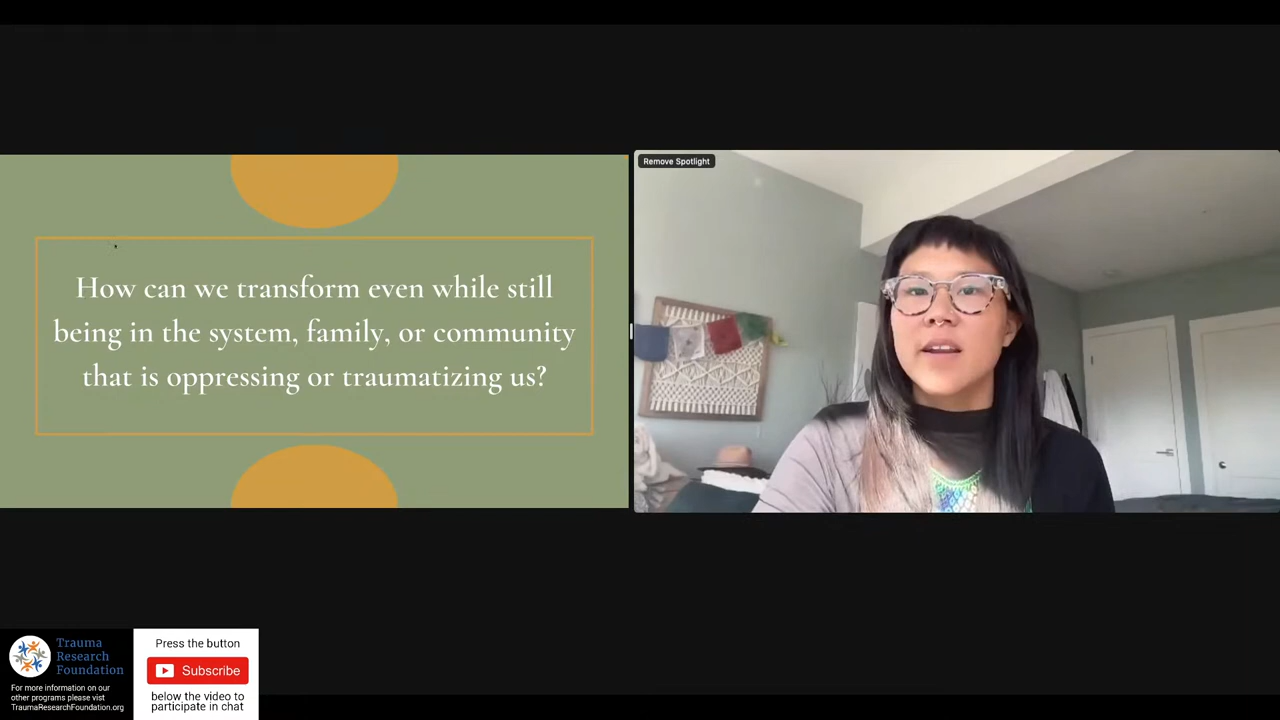 Remove Spotlight
How can we transform even while still
being in the system, family, or community
that is oppressing or traumatizing us?
Trauma
Research
Foundation
For more information on our
other programs please visit
TraumaResearchFoundation.org
Press the button
Subscribe
below the video to
participate in chat